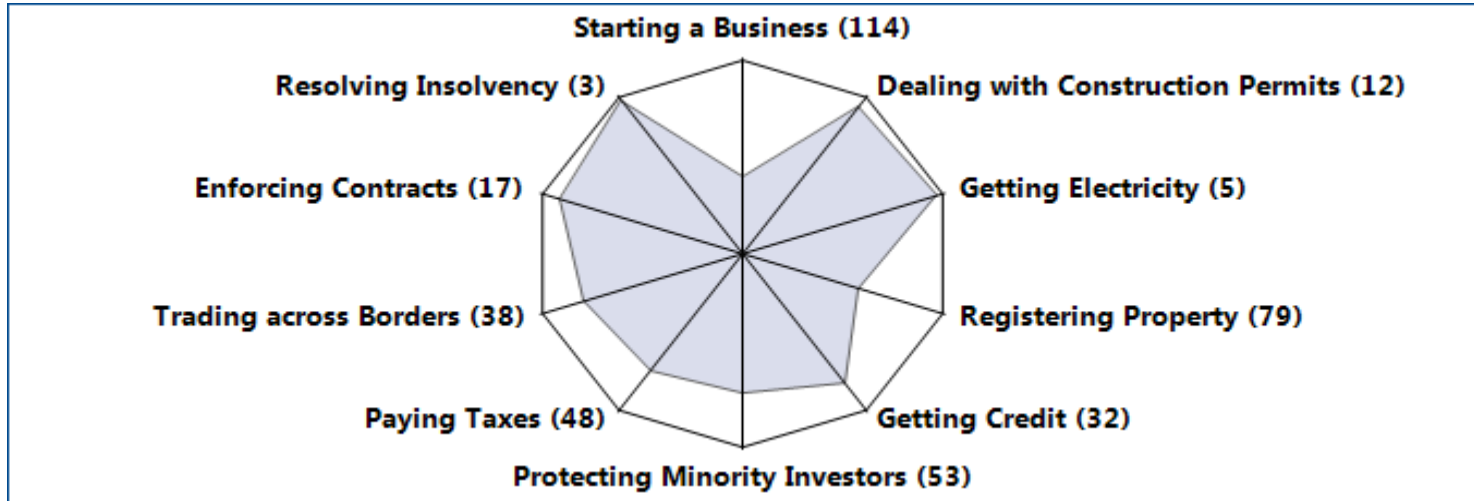 Starting a Business (114)
Resolving Insolvency (3)
Dealing with Construction Permits (12)
Enforcing Contracts (17)
Getting Electricity (5)
Trading across Borders (38)
Registering Property (79)
Paying Taxes (48)
Getting Credit (32)
Protecting Minority Investors (53)